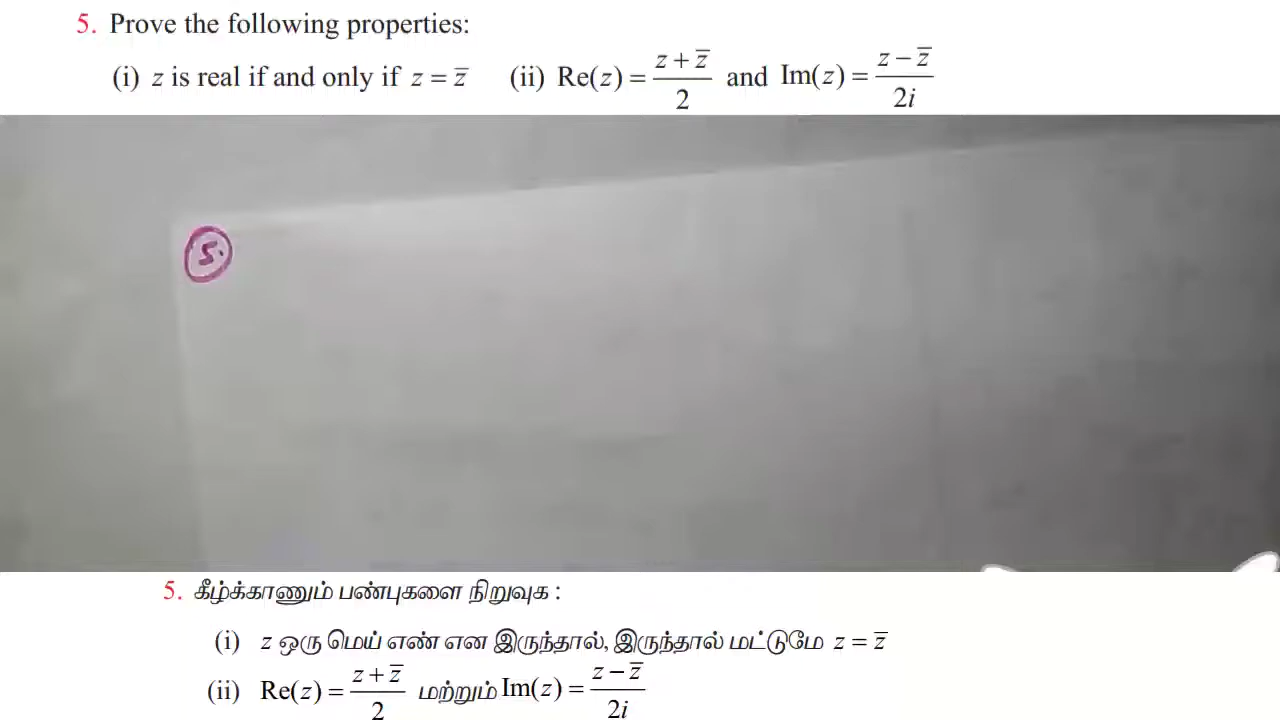 5. Prove the following properties:
(i) z is real if and only if z = z̅ (ii) Re(z) = (z + z̅)/2 and Im(z) = (z − z̅)/2i
5.
5. கீழ்க்காணும் பண்புகளை நிறுவுக :
(i) z ஒரு மெய் எண் என இருந்தால், இருந்தால் மட்டுமே z = z̅
(ii) Re(z) = (z + z̅)/2 மற்றும் Im(z) = (z − z̅)/2i